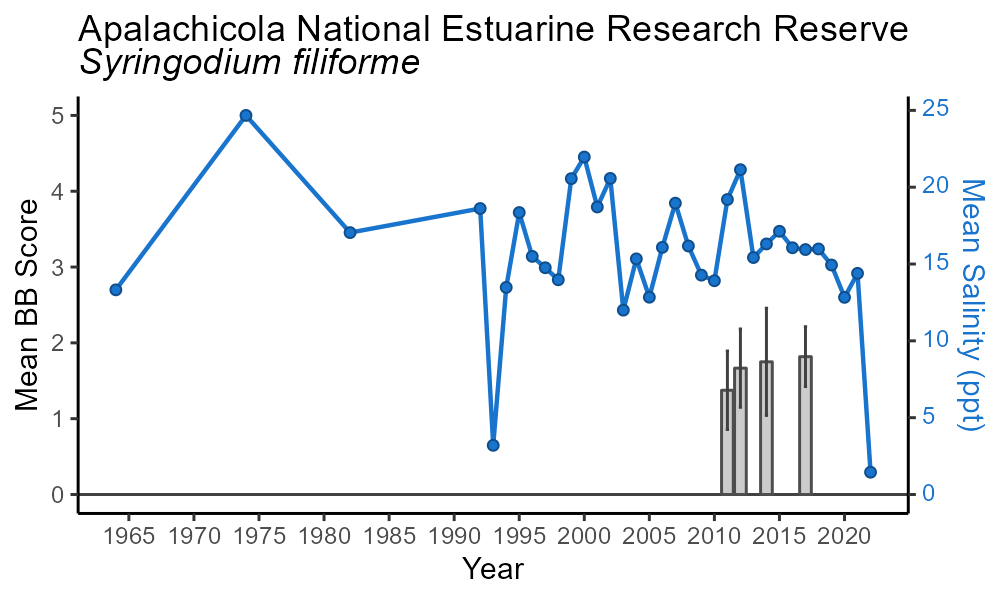 Apalachicola National Estuarine Research Reserve
Syringodium filiforme
Mean BB Score
5
4
3
2
1
0
25
20
15
10
5
0
Mean Salinity (ppt)
1965 1970 1975 1980 1985 1990 1995 2000 2005 2010 2015 2020
Year